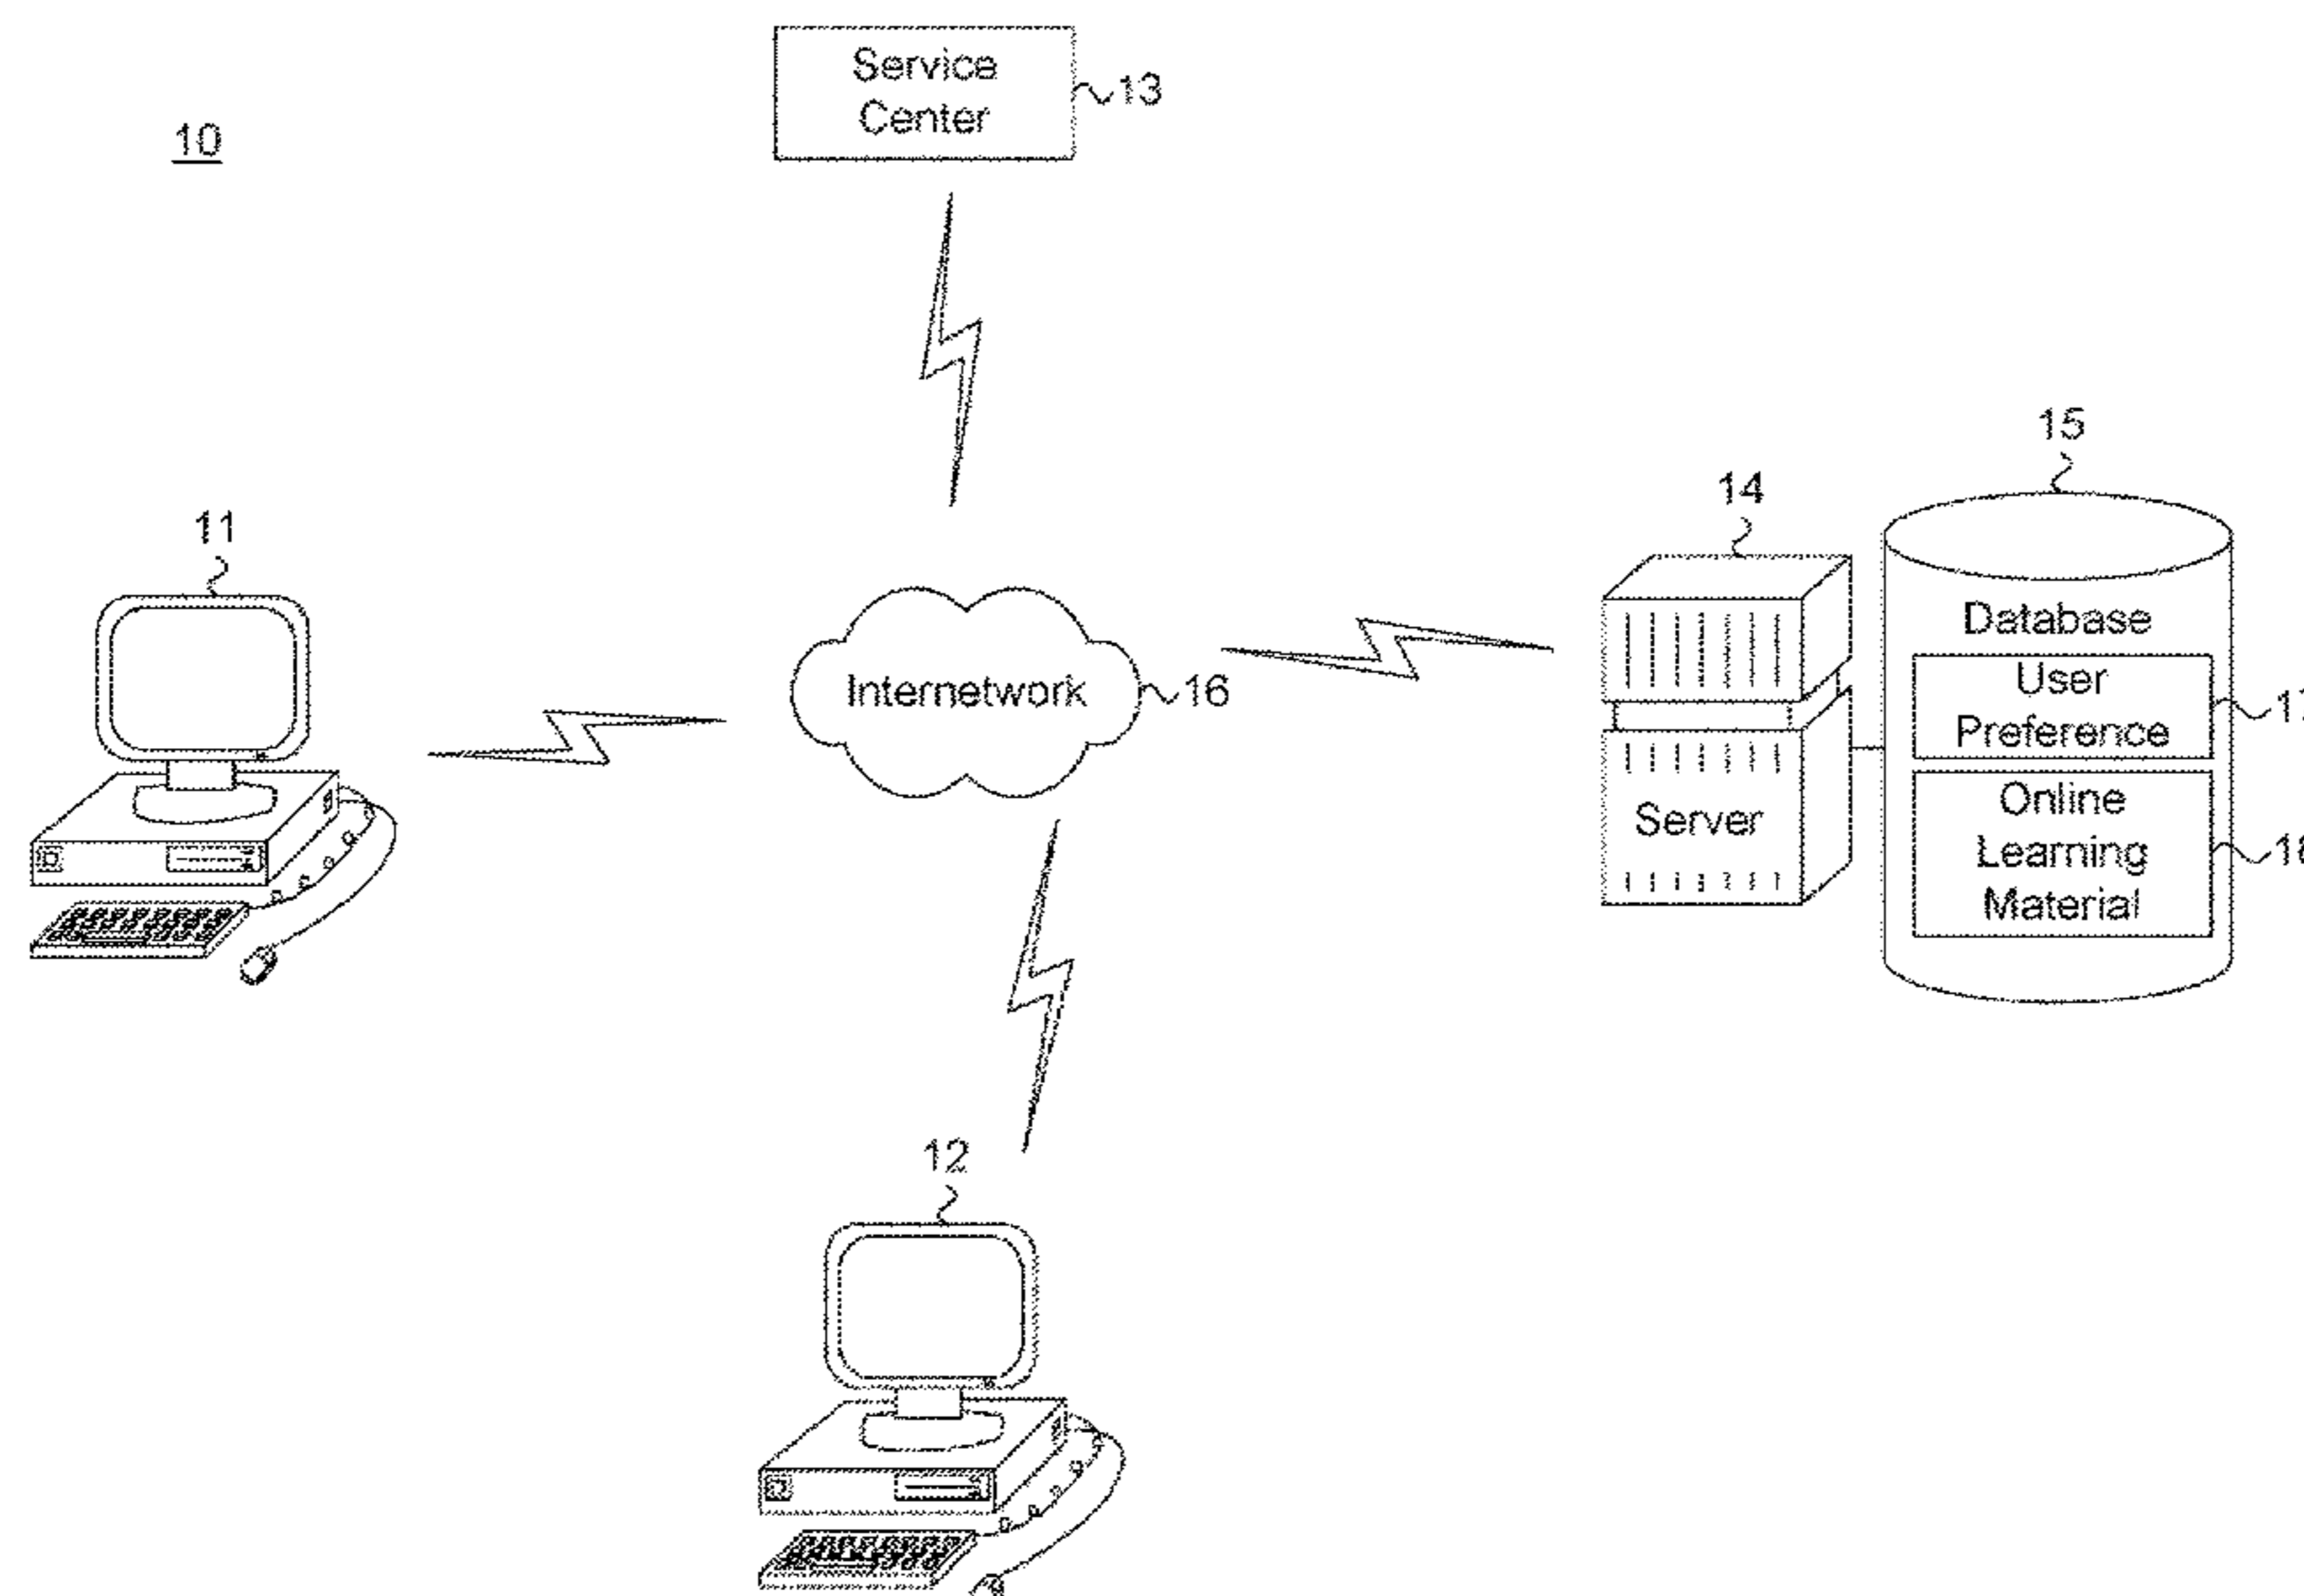 Service
Center
13
10
15
14
11
Database
User
Preference
Internetwork
16
Online
Learning
Material
Server
12